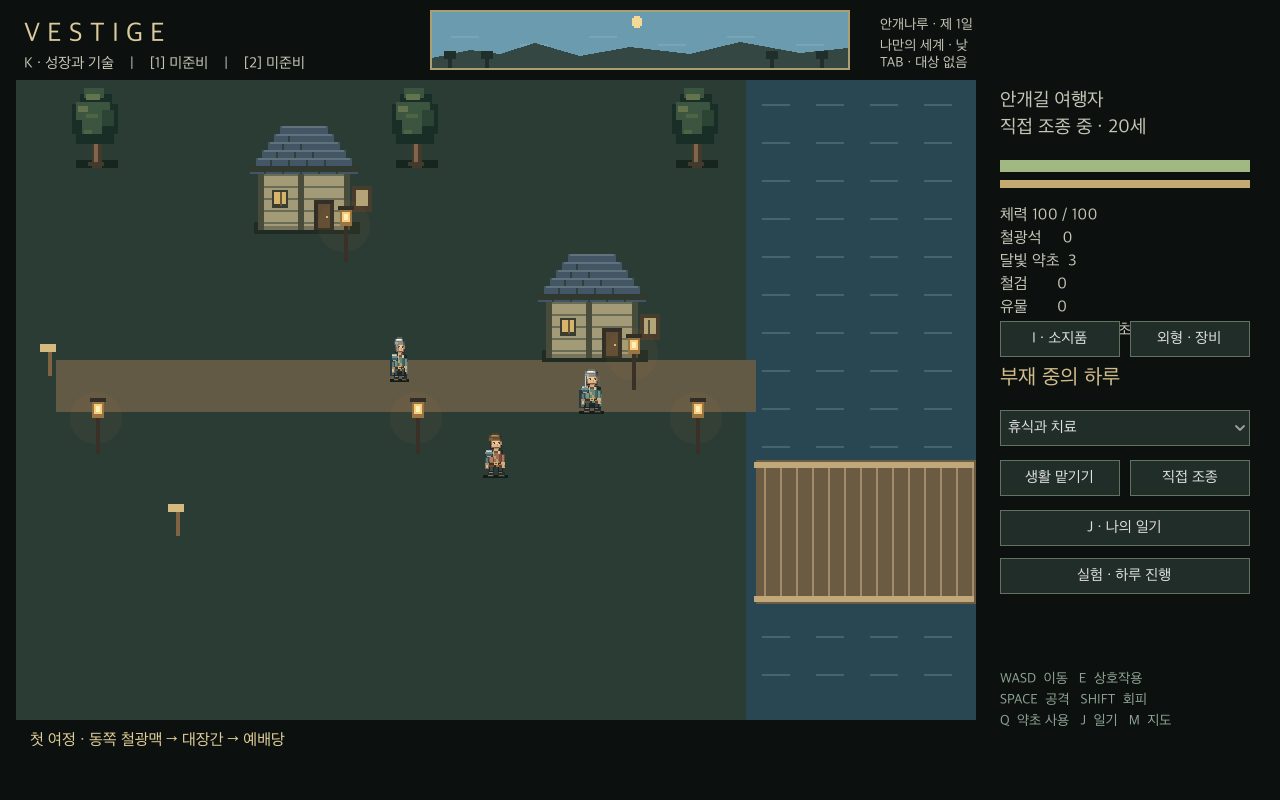 VESTIGE
K · 성장과 기술 | [1] 미준비 | [2] 미준비
안개나루 · 제 1일
나만의 세계 · 낮
TAB · 대상 없음
안개길 여행자
직접 조종 중 · 20세
체력 100 / 100
철광석 0
달빛 약초 3
철검 0
유물 0
I · 소지품
외형 · 장비
부재 중의 하루
휴식과 치료
생활 맡기기
직접 조종
J · 나의 일기
실험 · 하루 진행
WASD 이동 E 상호작용
SPACE 공격 SHIFT 회피
Q 약초 사용 J 일기 M 지도
첫 여정 · 동쪽 철광맥 → 대장간 → 예배당